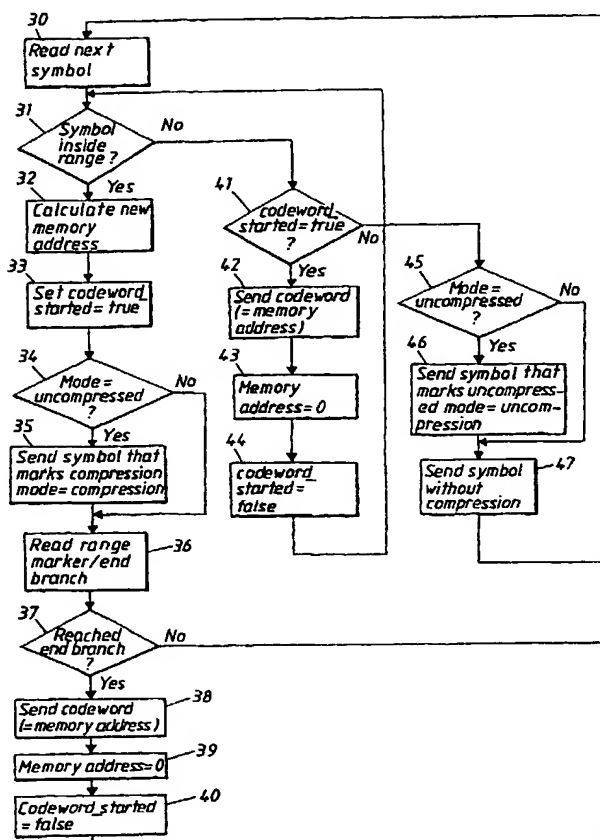 30
Read next
symbol
31
Symbol
inside
range ?
No
Yes
32
Calculate new
memory
address
33
Set codeword_
started= true
34
Mode=
uncompressed
?
No
Yes
35
Send symbol that
marks compression
mode= compression
Read range
marker/end
branch
36
37
Reached
end branch
?
No
Yes
Send codeword
(=memory address)
38
Memory address=0
39
Codeword_started
= false
40
41
codeword_
started=true
?
No
Yes
42
Send codeword
(= memory
address)
43
Memory
address= 0
44
codeword_
started=
false
45
Mode=
uncompressed
?
No
Yes
46
Send symbol that
marks uncompress-
ed mode= uncom-
pression
Send symbol
without
compression
47